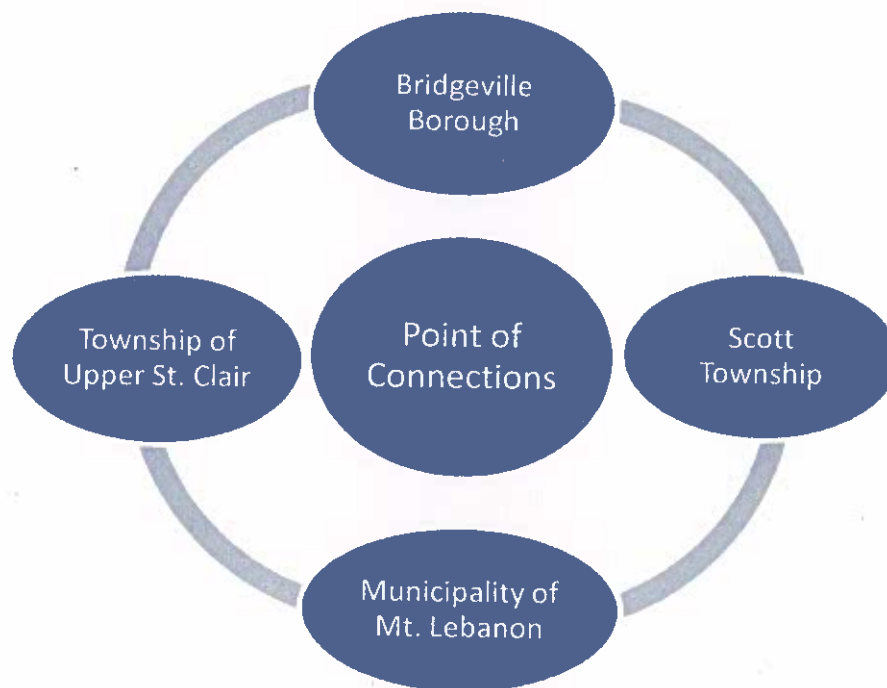 Bridgeville
Borough
Township of
Upper St. Clair
Point of
Connections
Scott
Township
Municipality of
Mt. Lebanon